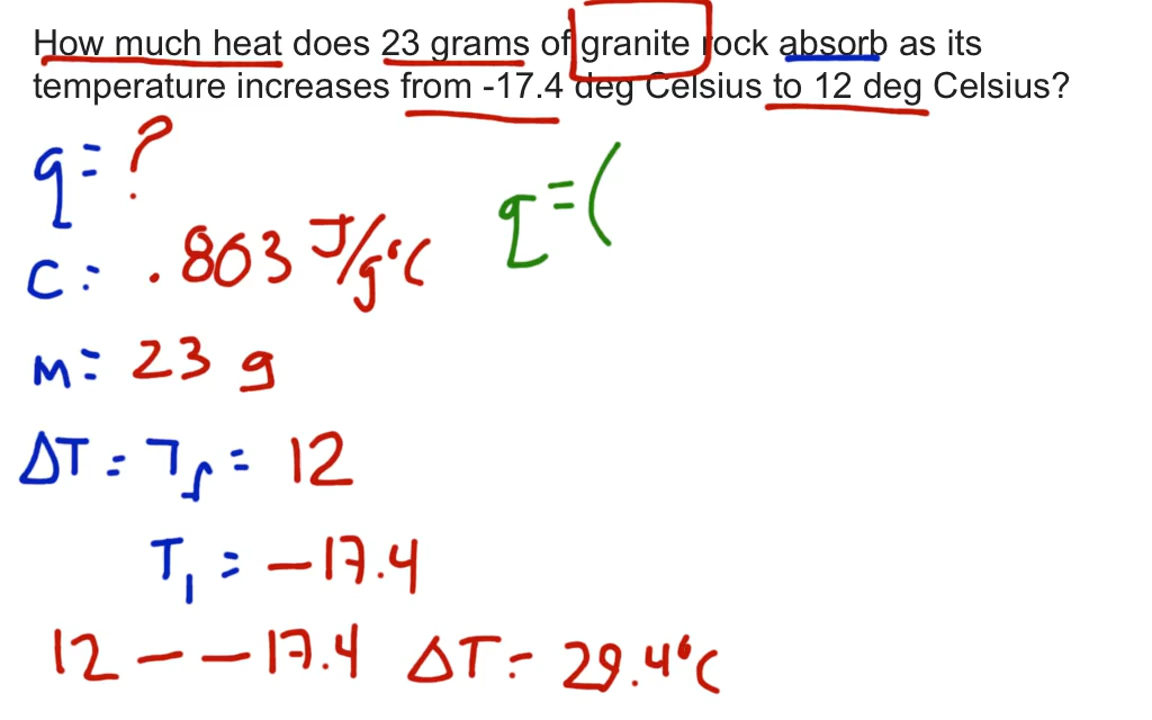 How much heat does 23 grams of granite rock absorb as its
temperature increases from -17.4 deg Celsius to 12 deg Celsius?
q = ?
q = (
C = .803 J/g°C
m = 23 g
ΔT = Tf = 12
T1 = -17.4
12 - -17.4 ΔT = 29.4°C